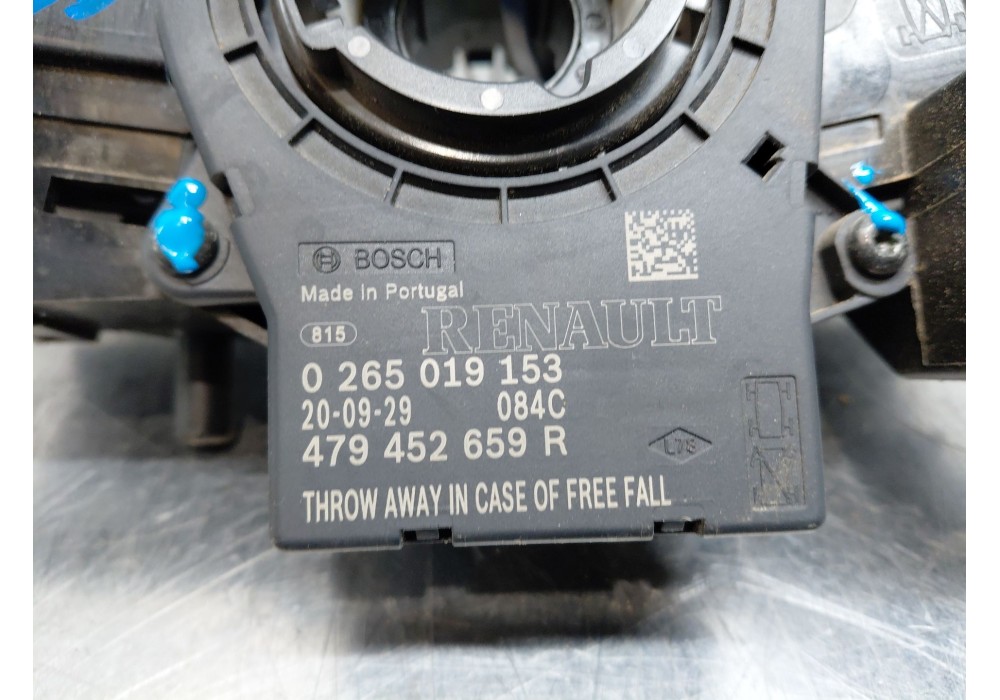 BOSCH
Made in Portugal
815
RENAULT
0 265 019 153
20-09-29 084C
479 452 659 R
THROW AWAY IN CASE OF FREE FALL